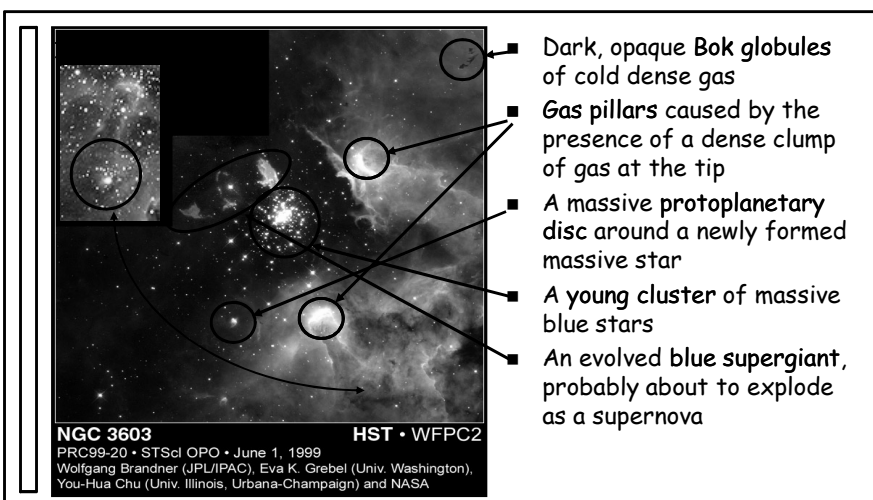 ■ Dark, opaque Bok globules
of cold dense gas
■ Gas pillars caused by the
presence of a dense clump
of gas at the tip
■ A massive protoplanetary
disc around a newly formed
massive star
■ A young cluster of massive
blue stars
■ An evolved blue supergiant,
probably about to explode
as a supernova
NGC 3603 HST • WFPC2
PRC99-20 • STScI OPO • June 1, 1999
Wolfgang Brandner (JPL/IPAC), Eva K. Grebel (Univ. Washington),
You-Hua Chu (Univ. Illinois, Urbana-Champaign) and NASA